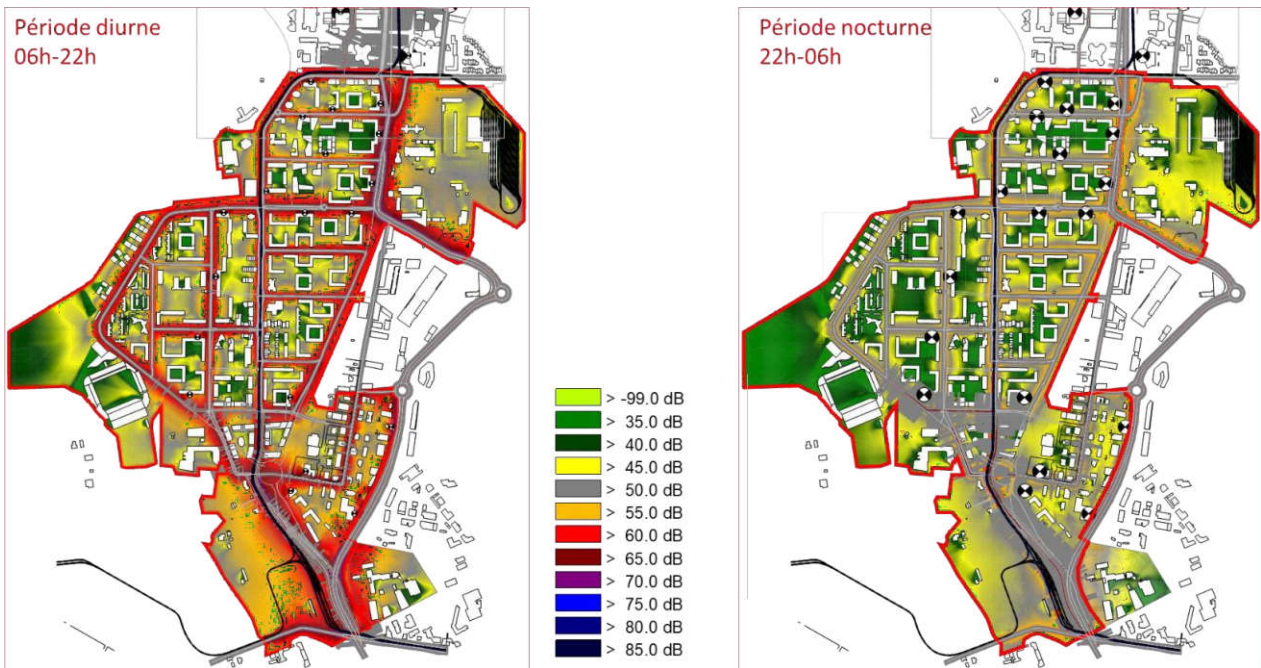 Période diurne
06h-22h
> -99.0 dB
> 35.0 dB
> 40.0 dB
> 45.0 dB
> 50.0 dB
> 55.0 dB
> 60.0 dB
> 65.0 dB
> 70.0 dB
> 75.0 dB
> 80.0 dB
> 85.0 dB
Période nocturne
22h-06h